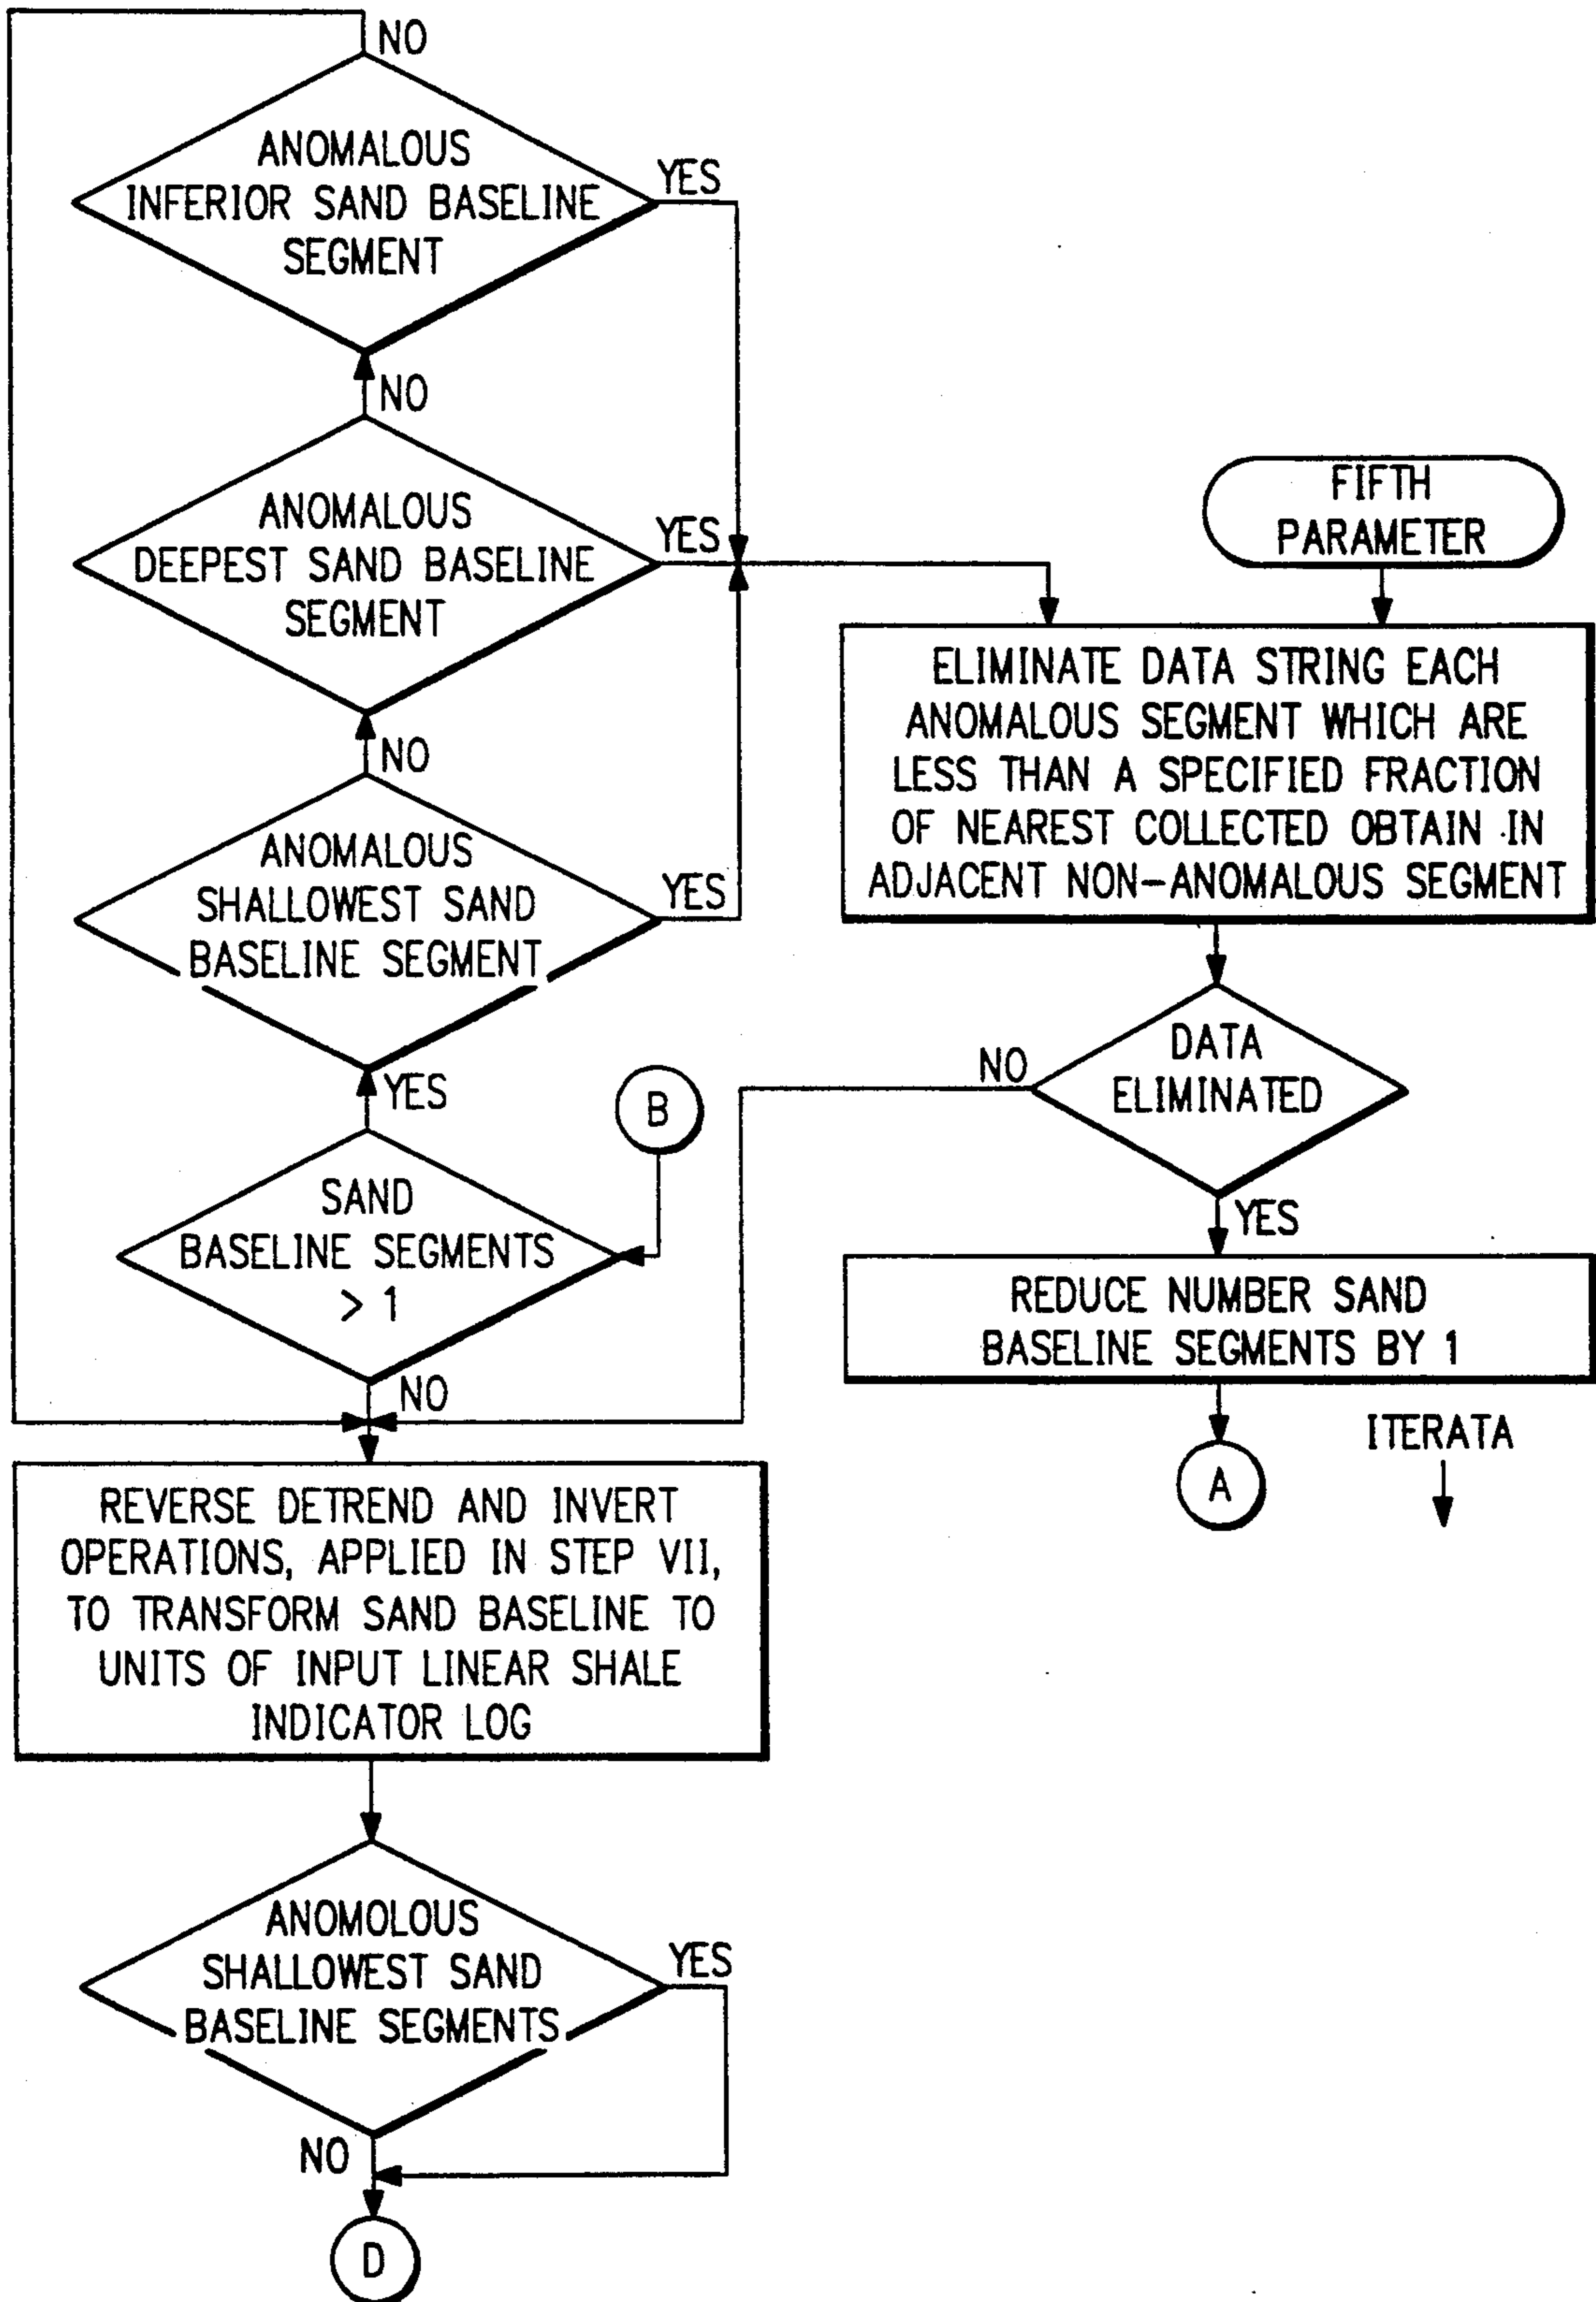 NO
ANOMALOUS
INFERIOR SAND BASELINE
SEGMENT
YES
NO
ANOMALOUS
DEEPEST SAND BASELINE
SEGMENT
YES
NO
ANOMALOUS
SHALLOWEST SAND
BASELINE SEGMENT
YES
YES
B
SAND
BASELINE SEGMENTS
> 1
NO
FIFTH
PARAMETER
ELIMINATE DATA STRING EACH
ANOMALOUS SEGMENT WHICH ARE
LESS THAN A SPECIFIED FRACTION
OF NEAREST COLLECTED OBTAIN IN
ADJACENT NON-ANOMALOUS SEGMENT
DATA
ELIMINATED
NO
YES
REDUCE NUMBER SAND
BASELINE SEGMENTS BY 1
A
ITERATA
REVERSE DETREND AND INVERT
OPERATIONS, APPLIED IN STEP VII,
TO TRANSFORM SAND BASELINE TO
UNITS OF INPUT LINEAR SHALE
INDICATOR LOG
ANOMOLOUS
SHALLOWEST SAND
BASELINE SEGMENTS
YES
NO
D